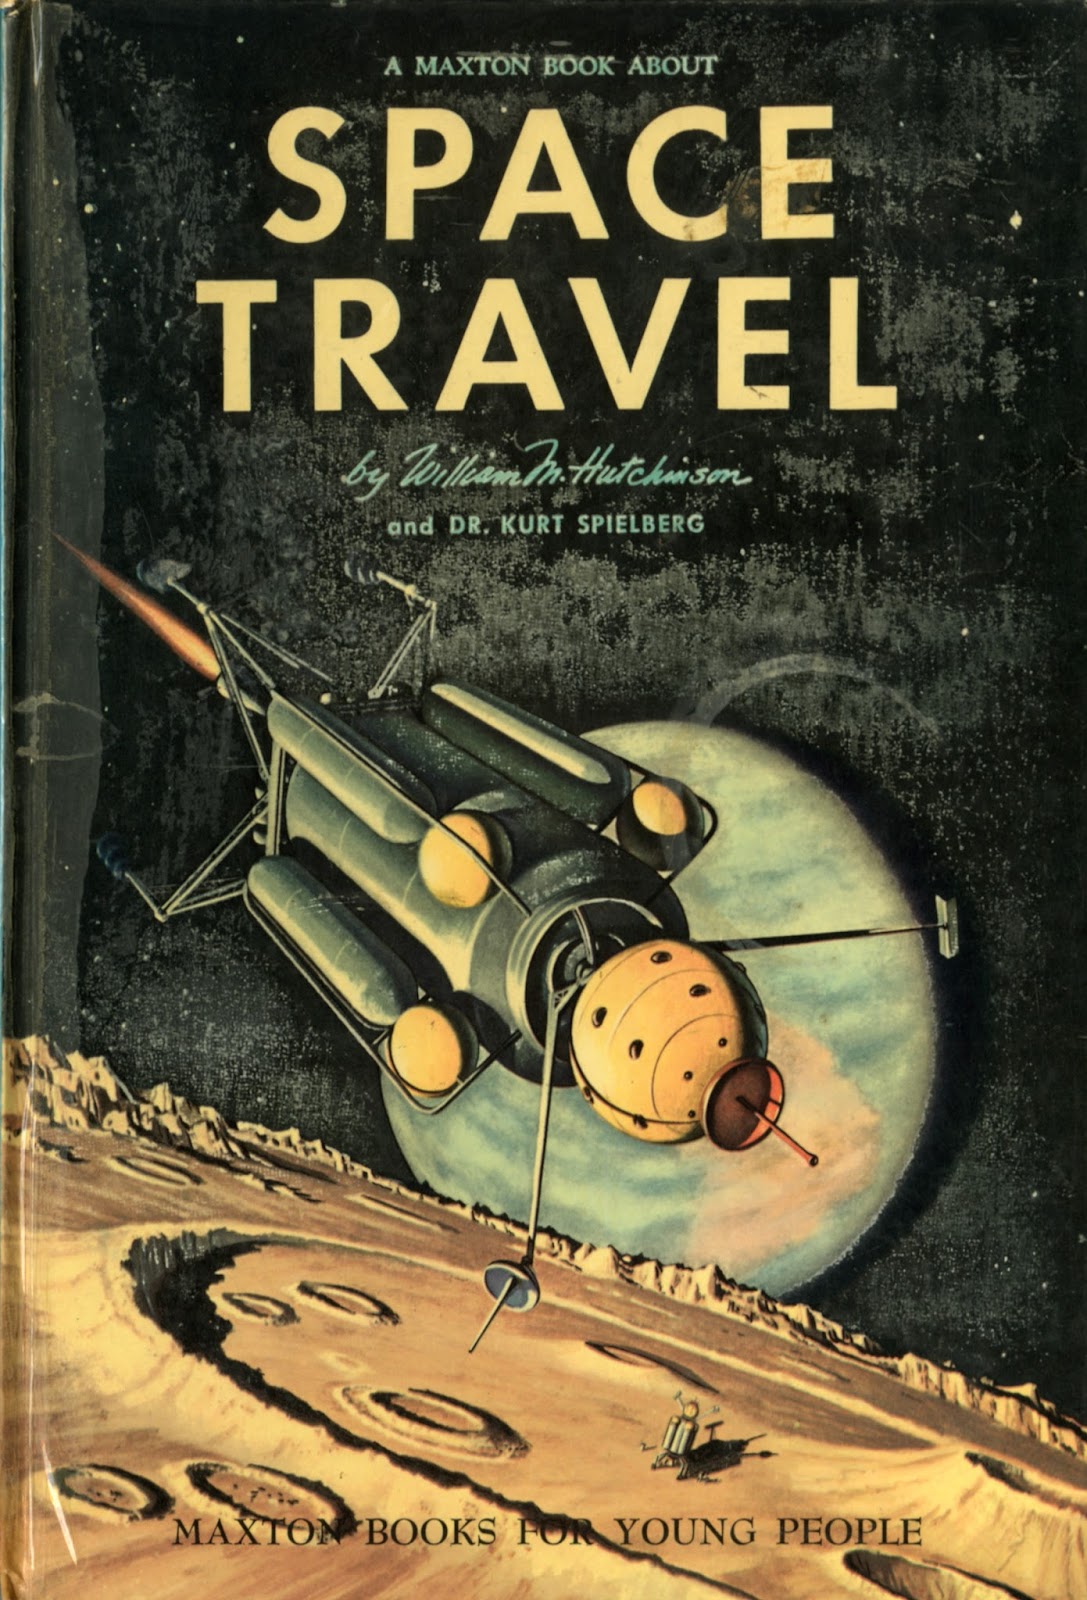 A MAXTON BOOK ABOUT
SPACE
TRAVEL
by William M. Hutchinson
and DR. KURT SPIELBERG
MAXTON BOOKS FOR YOUNG PEOPLE